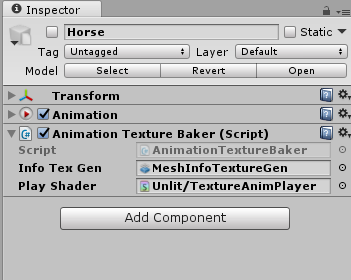 Inspector
Horse
Static
Tag Untagged Layer Default
Model Select Revert Open
Transform
Animation
Animation Texture Baker (Script)
Script AnimationTextureBaker
Info Tex Gen MeshInfoTextureGen
Play Shader Unlit/TextureAnimPlayer
Add Component